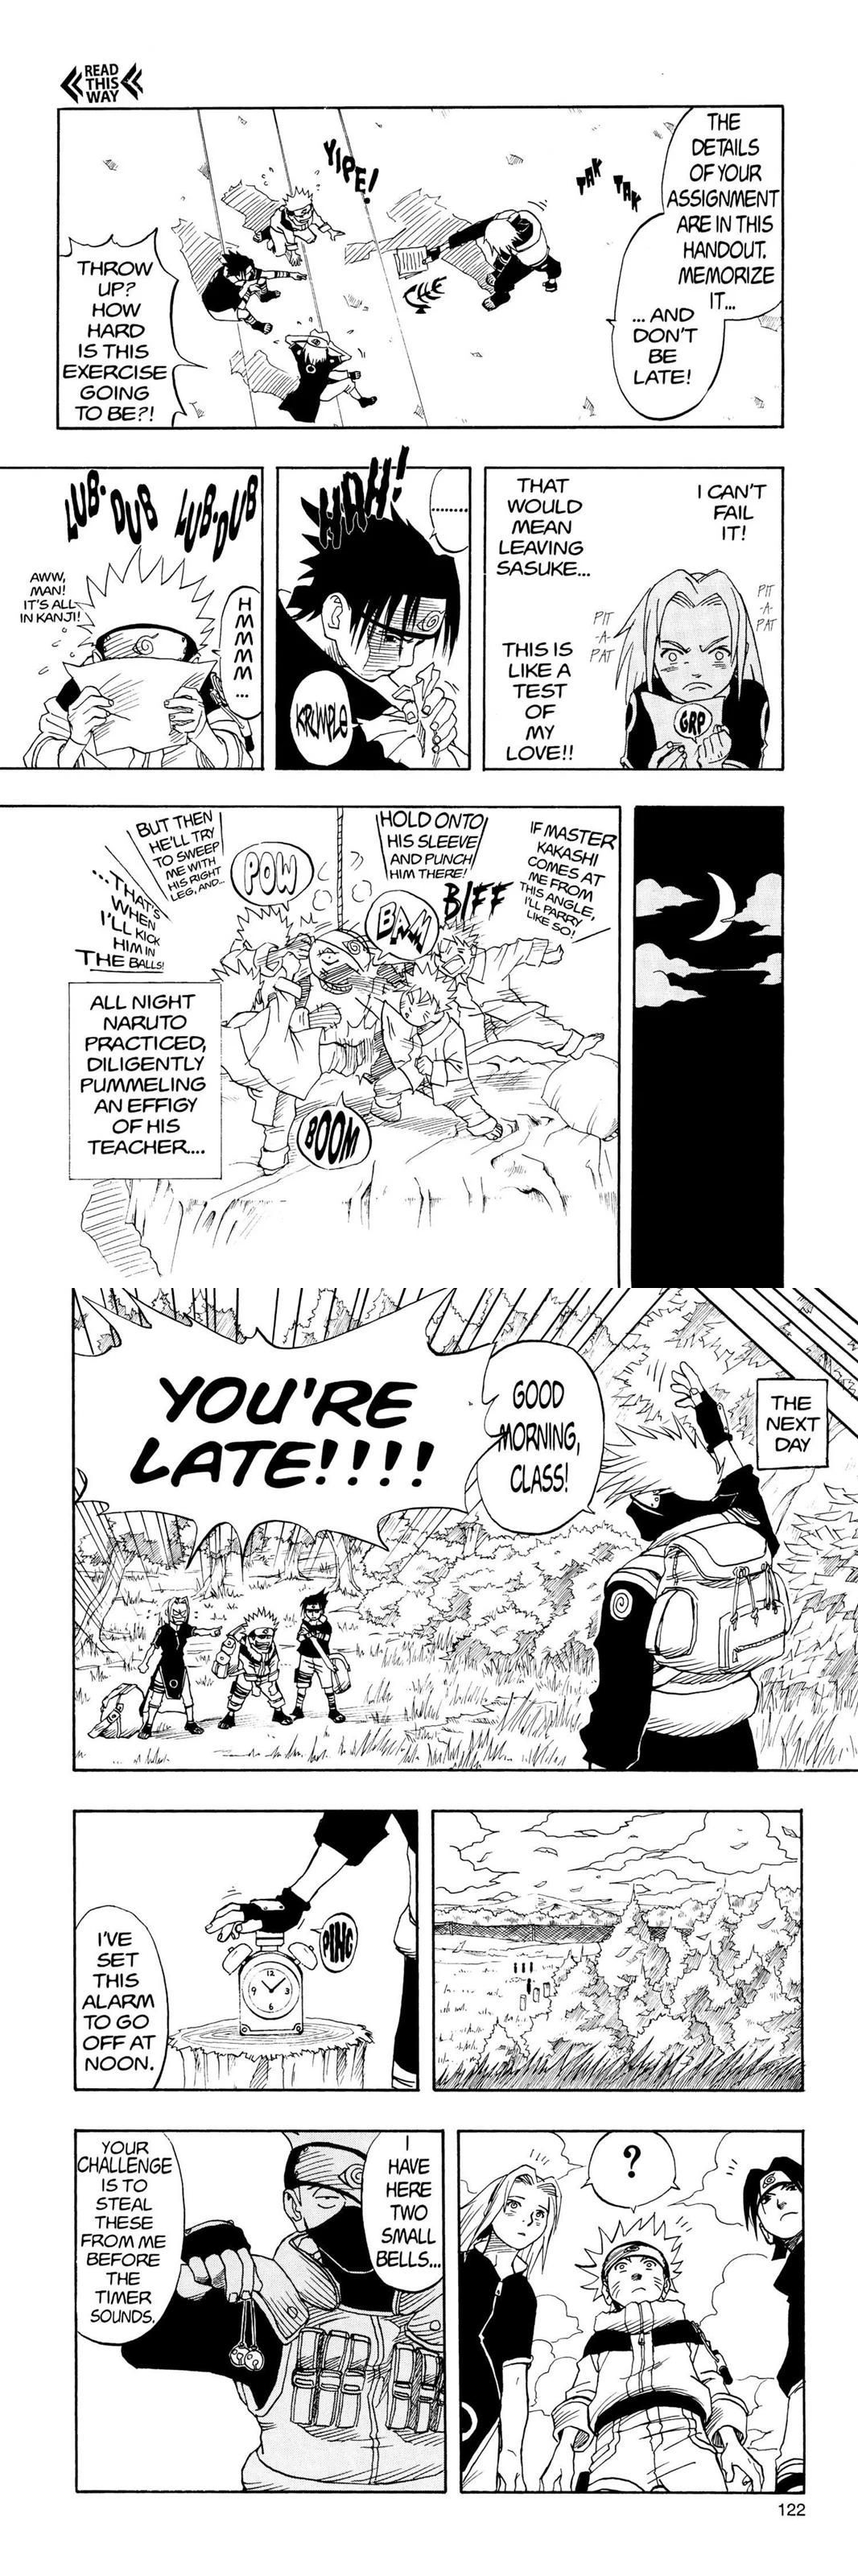 READ
THIS
WAY
THE
DETAILS
OF YOUR
ASSIGNMENT
ARE IN THIS
HANDOUT.
MEMORIZE
IT...
... AND
DON'T
BE
LATE!
TAK
TAK
YIPE!
THROW
UP?
HOW
HARD
IS THIS
EXERCISE
GOING
TO BE?!
I CAN'T
FAIL
IT!
PIT
-A-
PAT
PIT
-A-
PAT
GRP
THAT
WOULD
MEAN
LEAVING
SASUKE...
THIS IS
LIKE A
TEST
OF
MY
LOVE!!
.........
HAH!
KRUMPLE
LUB-DUB
LUB-DUB
HMMMM...
AWW,
MAN!
IT'S ALL
IN KANJI!
IF MASTER
KAKASHI
COMES AT
ME FROM
THIS ANGLE,
I'LL PARRY
LIKE SO!
BIFF
HOLD ONTO
HIS SLEEVE
AND PUNCH
HIM THERE!
BAM
POW
BUT THEN
HE'LL TRY
TO SWEEP
ME WITH
HIS RIGHT
LEG, AND...
...THAT'S
WHEN
I'LL KICK
HIM IN
THE BALLS!
BOOM
ALL NIGHT
NARUTO
PRACTICED,
DILIGENTLY
PUMMELING
AN EFFIGY
OF HIS
TEACHER....
THE
NEXT
DAY
GOOD
MORNING,
CLASS!
YOU'RE
LATE!!!!
PING
12
9
3
6
I'VE
SET
THIS
ALARM
TO GO
OFF AT
NOON.
?
I
HAVE
HERE
TWO
SMALL
BELLS...
YOUR
CHALLENGE
IS TO
STEAL
THESE
FROM ME
BEFORE
THE
TIMER
SOUNDS.
122